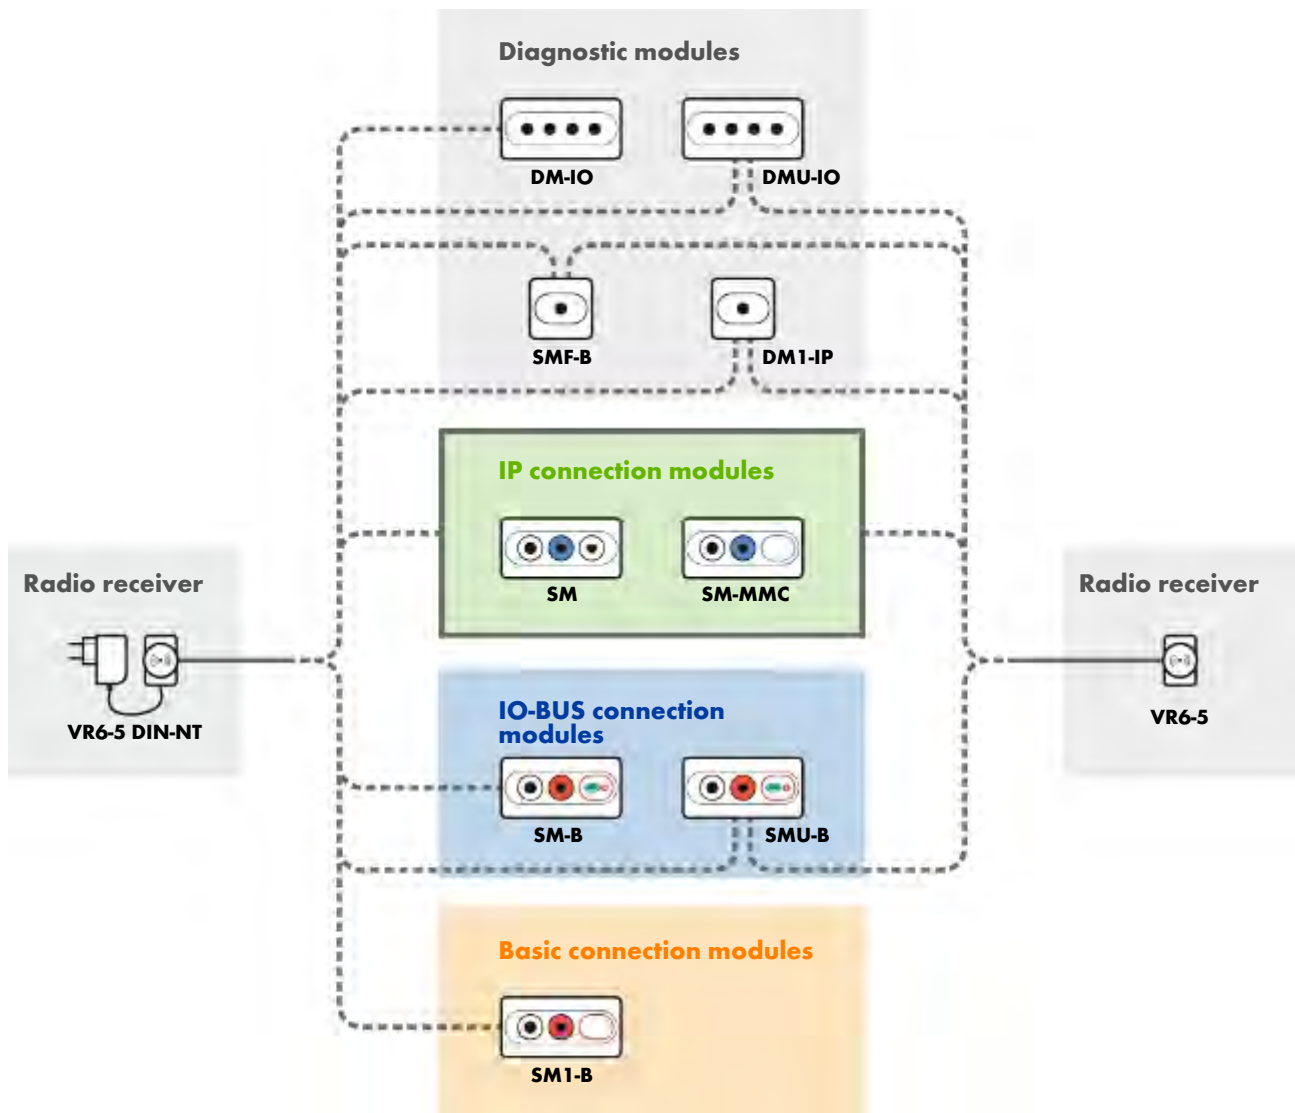 Diagnostic modules
DM-IO
DMU-IO
SMF-B
DM1-IP
IP connection modules
SM
SM-MMC
Radio receiver
VR6-5 DIN-NT
Radio receiver
VR6-5
IO-BUS connection
modules
SM-B
SMU-B
Basic connection modules
SM1-B